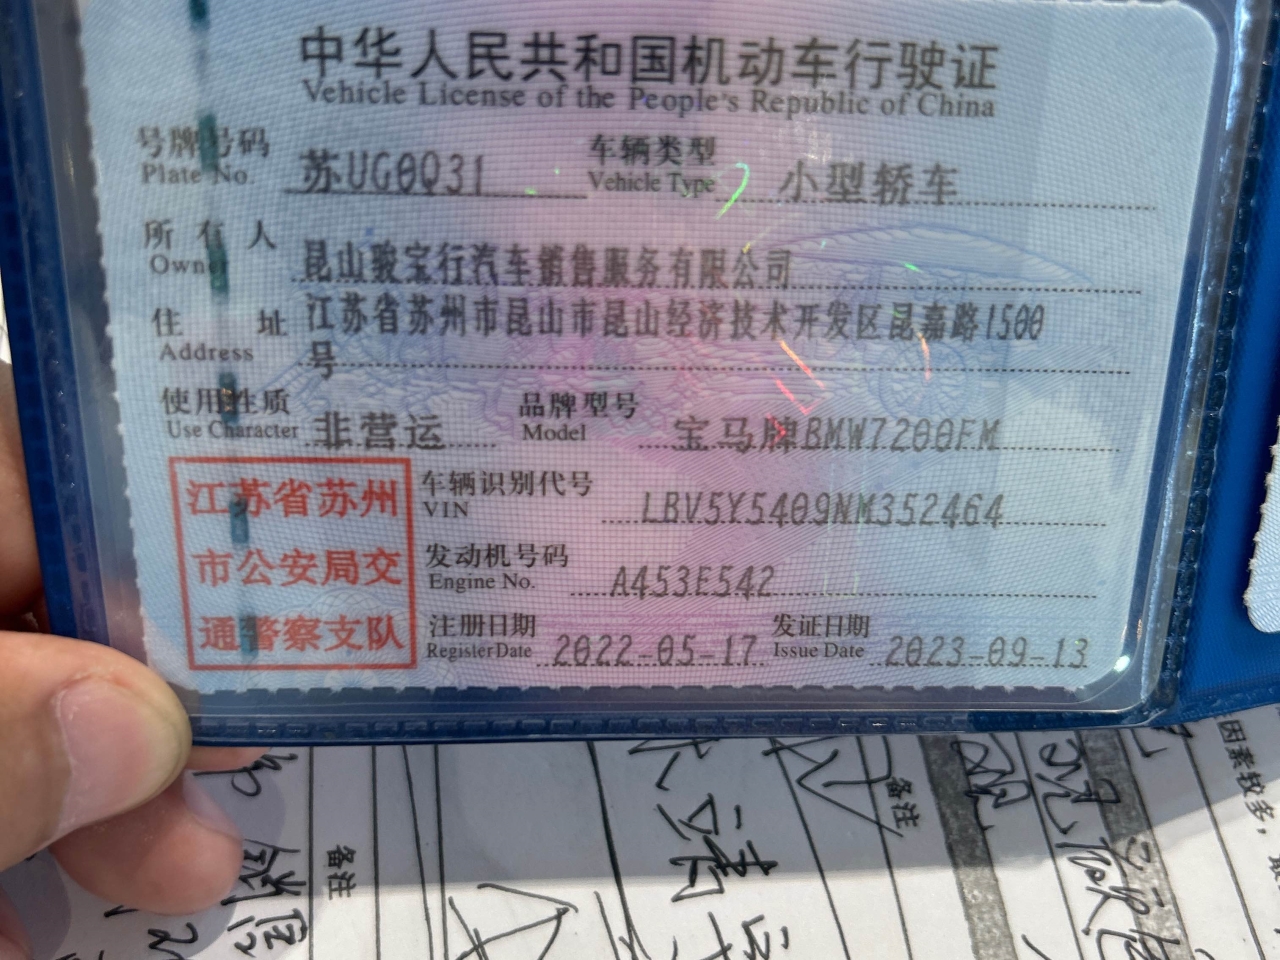 中华人民共和国机动车行驶证
Vehicle License of the People's Republic of China
号牌号码 苏UG0Q31 车辆类型 小型轿车
Plate No. Vehicle Type
所有人 昆山骏宝行汽车销售服务有限公司
Owner
住址 江苏省苏州市昆山市昆山经济技术开发区昆嘉路1500
Address 号
使用性质 非营运 品牌型号 宝马牌BMW7200FM
Use Character Model
江苏省苏州
市公安局交
通警察支队
车辆识别代号 LBV5Y5409NM352464
VIN
发动机号码 A453E542
Engine No.
注册日期 2022-05-17 发证日期 2023-09-13
Register Date Issue Date
备注
备注
因素较多，